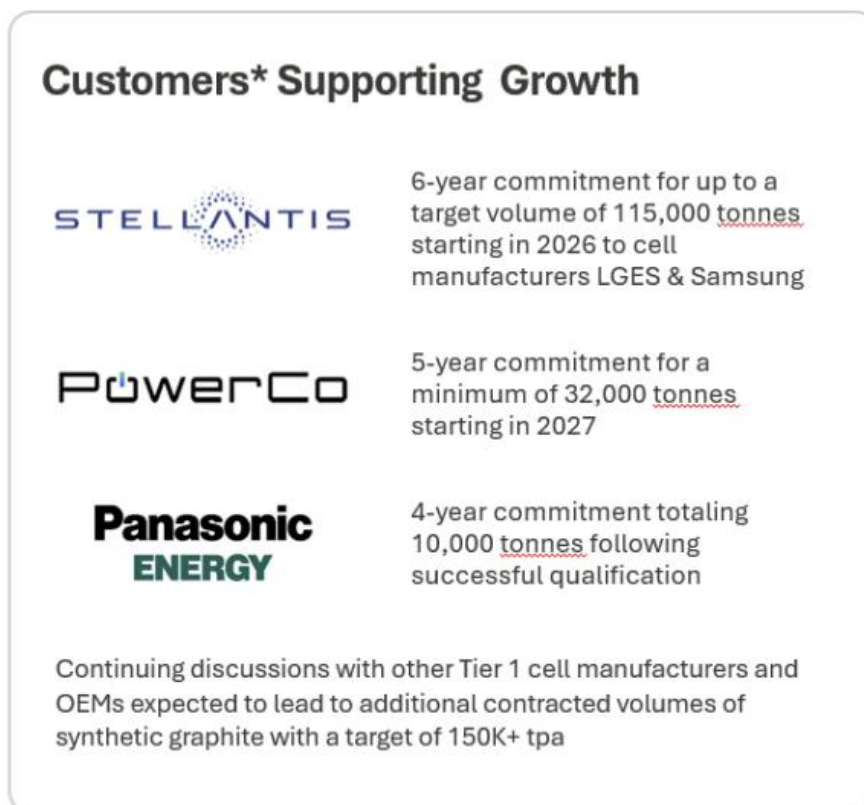 Customers* Supporting Growth
STELLANTIS
6-year commitment for up to a
target volume of 115,000 tonnes
starting in 2026 to cell
manufacturers LGES & Samsung
PowerCo
5-year commitment for a
minimum of 32,000 tonnes
starting in 2027
Panasonic
ENERGY
4-year commitment totaling
10,000 tonnes following
successful qualification
Continuing discussions with other Tier 1 cell manufacturers and
OEMs expected to lead to additional contracted volumes of
synthetic graphite with a target of 150K+ tpa